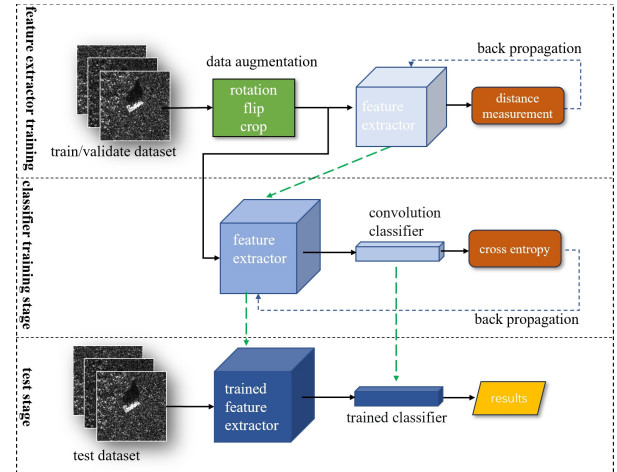 feature extractor training
data augmentation
rotation
flip
crop
train/validate dataset
feature
extractor
back propagation
distance
measurement
classifier training stage
feature
extractor
convolution
classifier
cross entropy
back propagation
test stage
test dataset
trained
feature
extractor
trained classifier
results